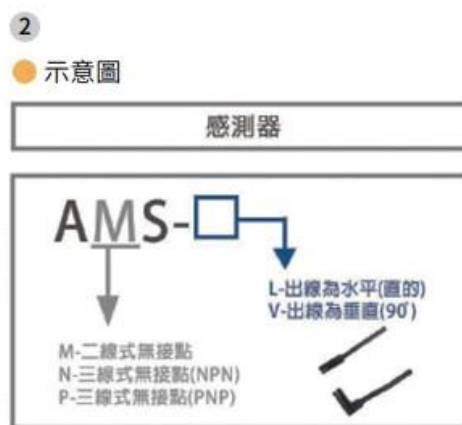 2
示意圖
感測器
AMS-□
L-出線為水平(直的)
V-出線為垂直(90°)
M-二線式無接點
N-三線式無接點(NPN)
P-三線式無接點(PNP)